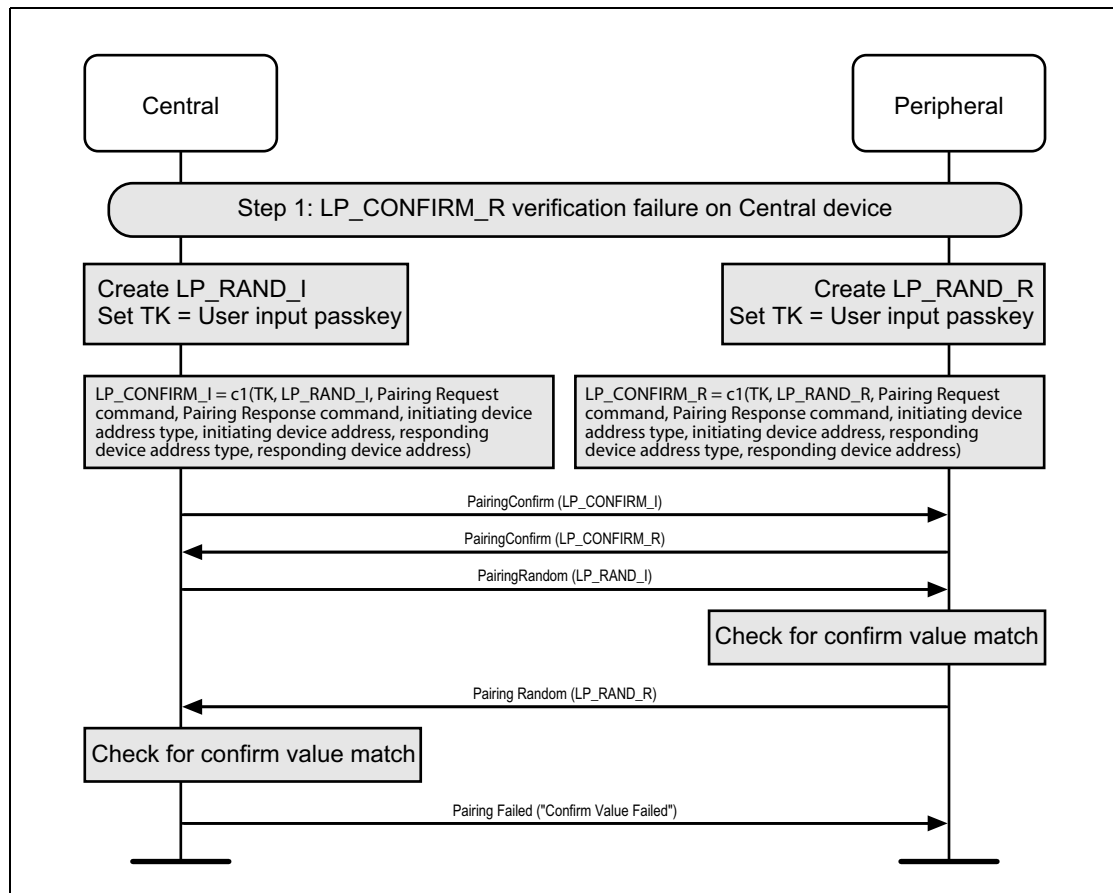 Central
Peripheral
Step 1: LP_CONFIRM_R verification failure on Central device
Create LP_RAND_I
Set TK = User input passkey
Create LP_RAND_R
Set TK = User input passkey
LP_CONFIRM_I = c1(TK, LP_RAND_I, Pairing Request
command, Pairing Response command, initiating device
address type, initiating device address, responding
device address type, responding device address)
LP_CONFIRM_R = c1(TK, LP_RAND_R, Pairing Request
command, Pairing Response command, initiating device
address type, initiating device address, responding
device address type, responding device address)
PairingConfirm (LP_CONFIRM_I)
PairingConfirm (LP_CONFIRM_R)
PairingRandom (LP_RAND_I)
Check for confirm value match
Pairing Random (LP_RAND_R)
Check for confirm value match
Pairing Failed ("Confirm Value Failed")